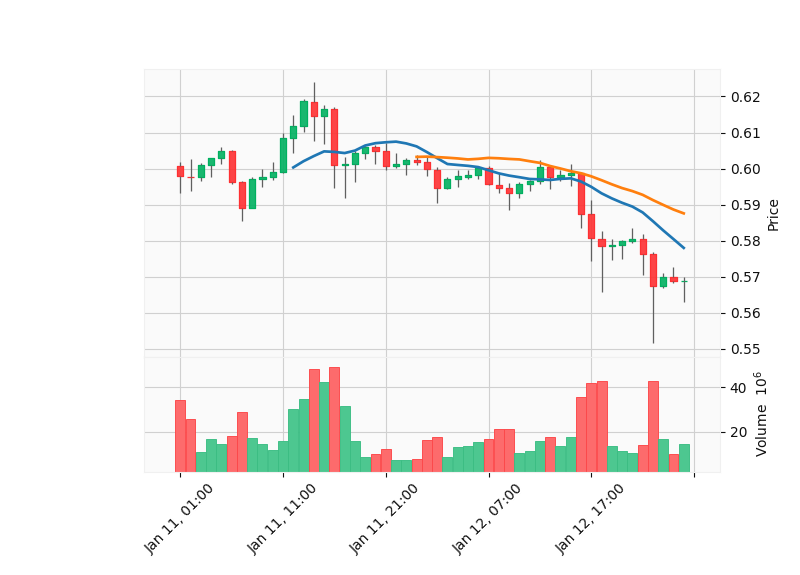 0.62
0.61
0.60
0.59
0.58
0.57
0.56
0.55
Price
40
20
Volume 10^6
Jan 11, 01:00
Jan 11, 11:00
Jan 11, 21:00
Jan 12, 07:00
Jan 12, 17:00